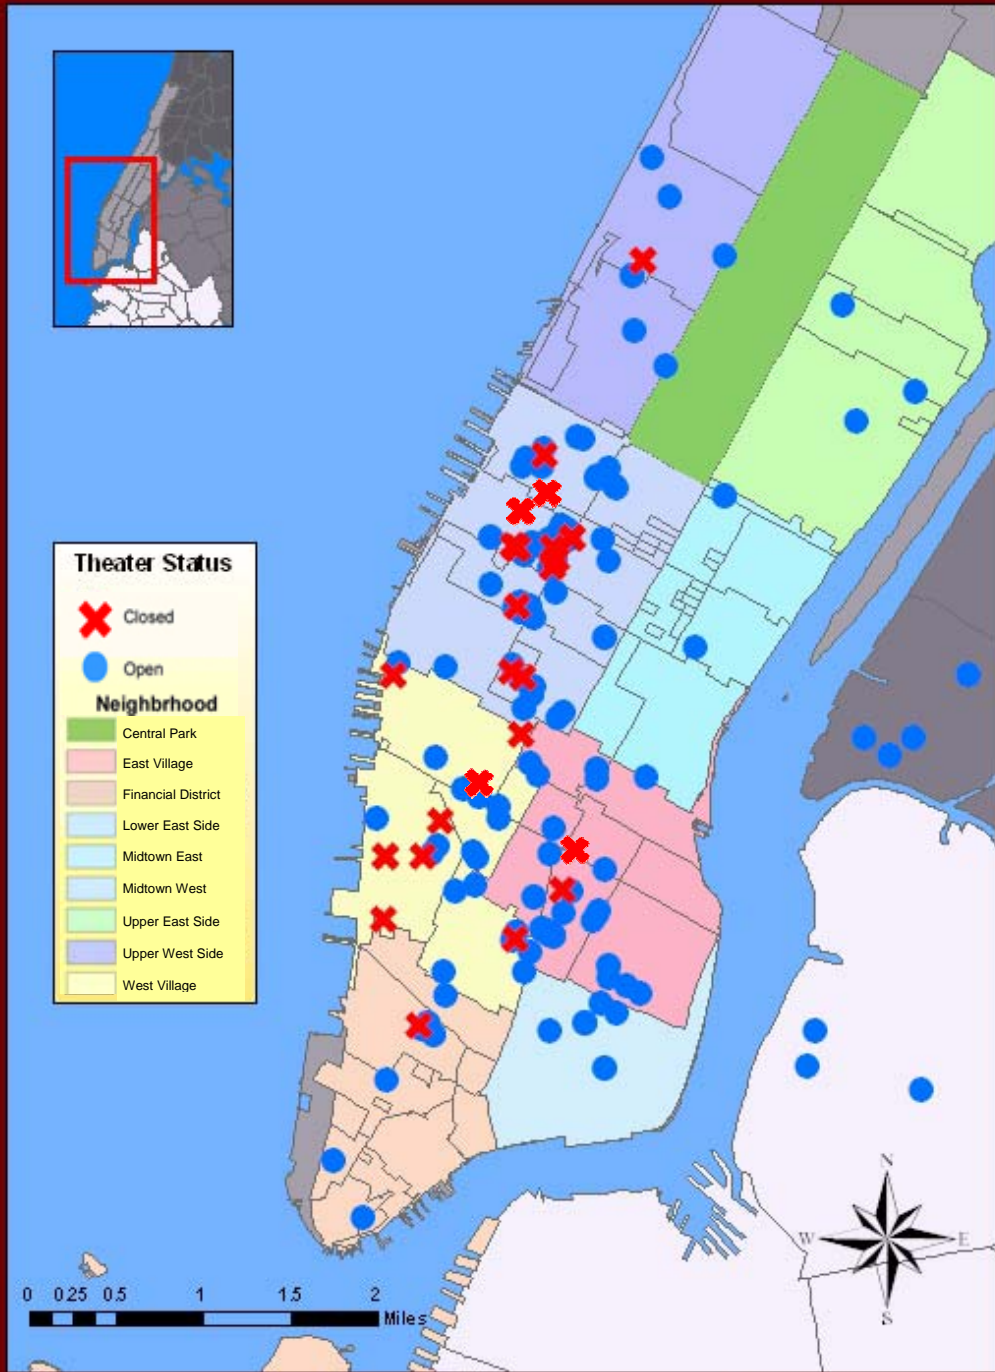 Theater Status
Closed
Open
Neighbrhood
Central Park
East Village
Financial District
Lower East Side
Midtown East
Midtown West
Upper East Side
Upper West Side
West Village
N
W E
S
0 0.25 0.5 1 1.5 2
Miles